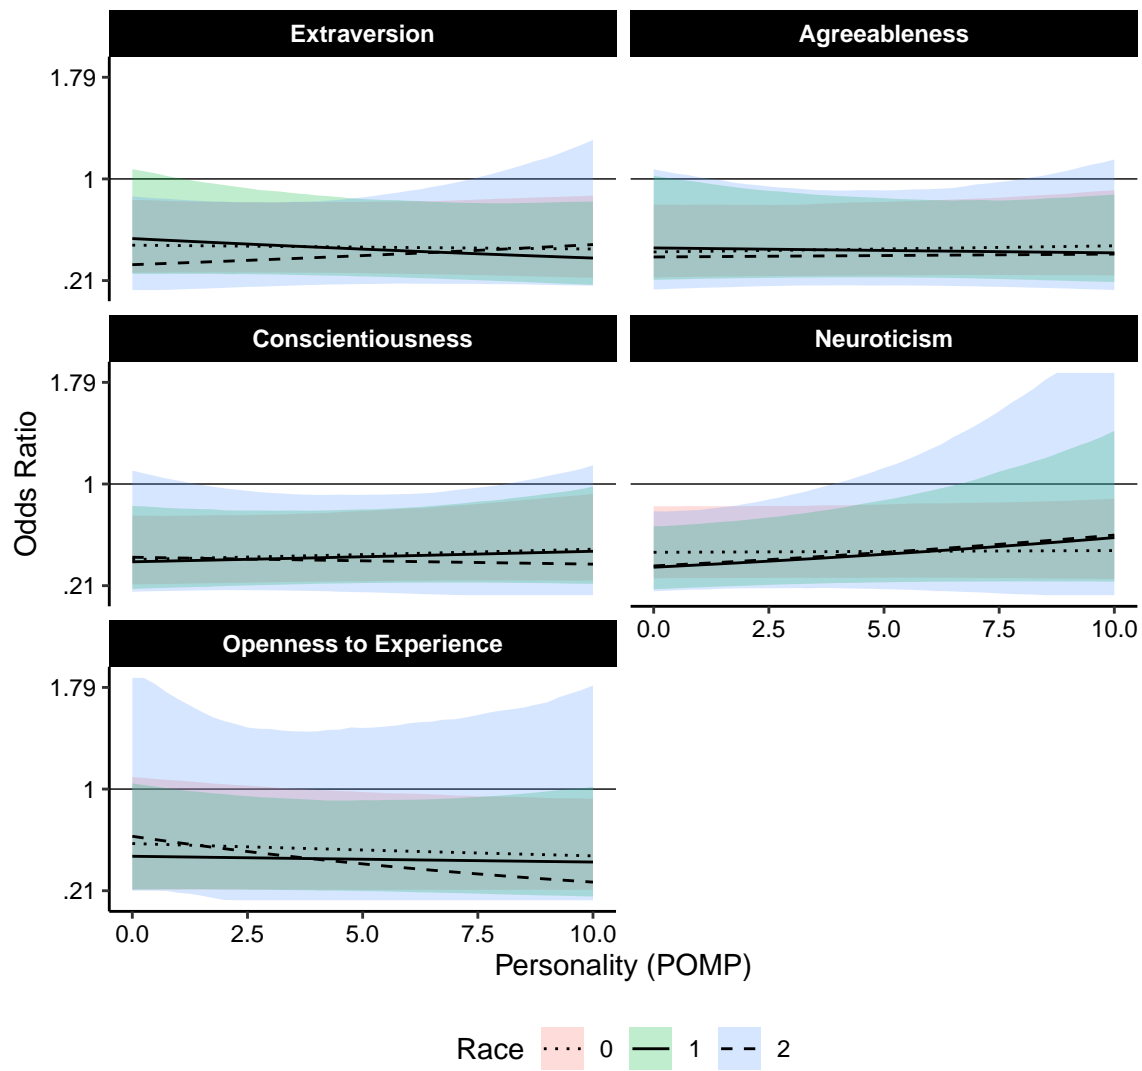 Extraversion Agreeableness
1.79
1
.21
Conscientiousness Neuroticism
1.79
1
.21
0.0 2.5 5.0 7.5 10.0
Openness to Experience
1.79
1
.21
0.0 2.5 5.0 7.5 10.0
Odds Ratio
Personality (POMP)
Race 0 1 2